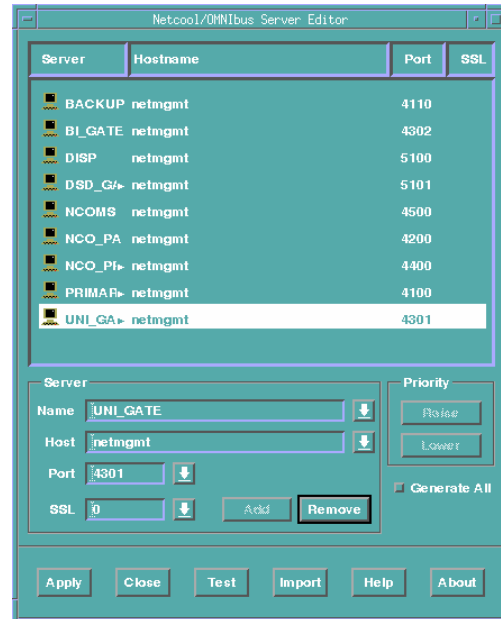 Netcool/OMNIbus Server Editor
Server Hostname Port SSL
BACKUP netmgmt 4110
BI_GATE netmgmt 4302
DISP netmgmt 5100
DSD_GA netmgmt 5101
NCOMS netmgmt 4500
NCO_PA netmgmt 4200
NCO_PR netmgmt 4400
PRIMAR netmgmt 4100
UNI_GA netmgmt 4301
Server Priority
Name UNI_GATE Raise
Host netmgmt Lower
Port 4301
Generate All
SSL 0 Add Remove
Apply Close Test Import Help About